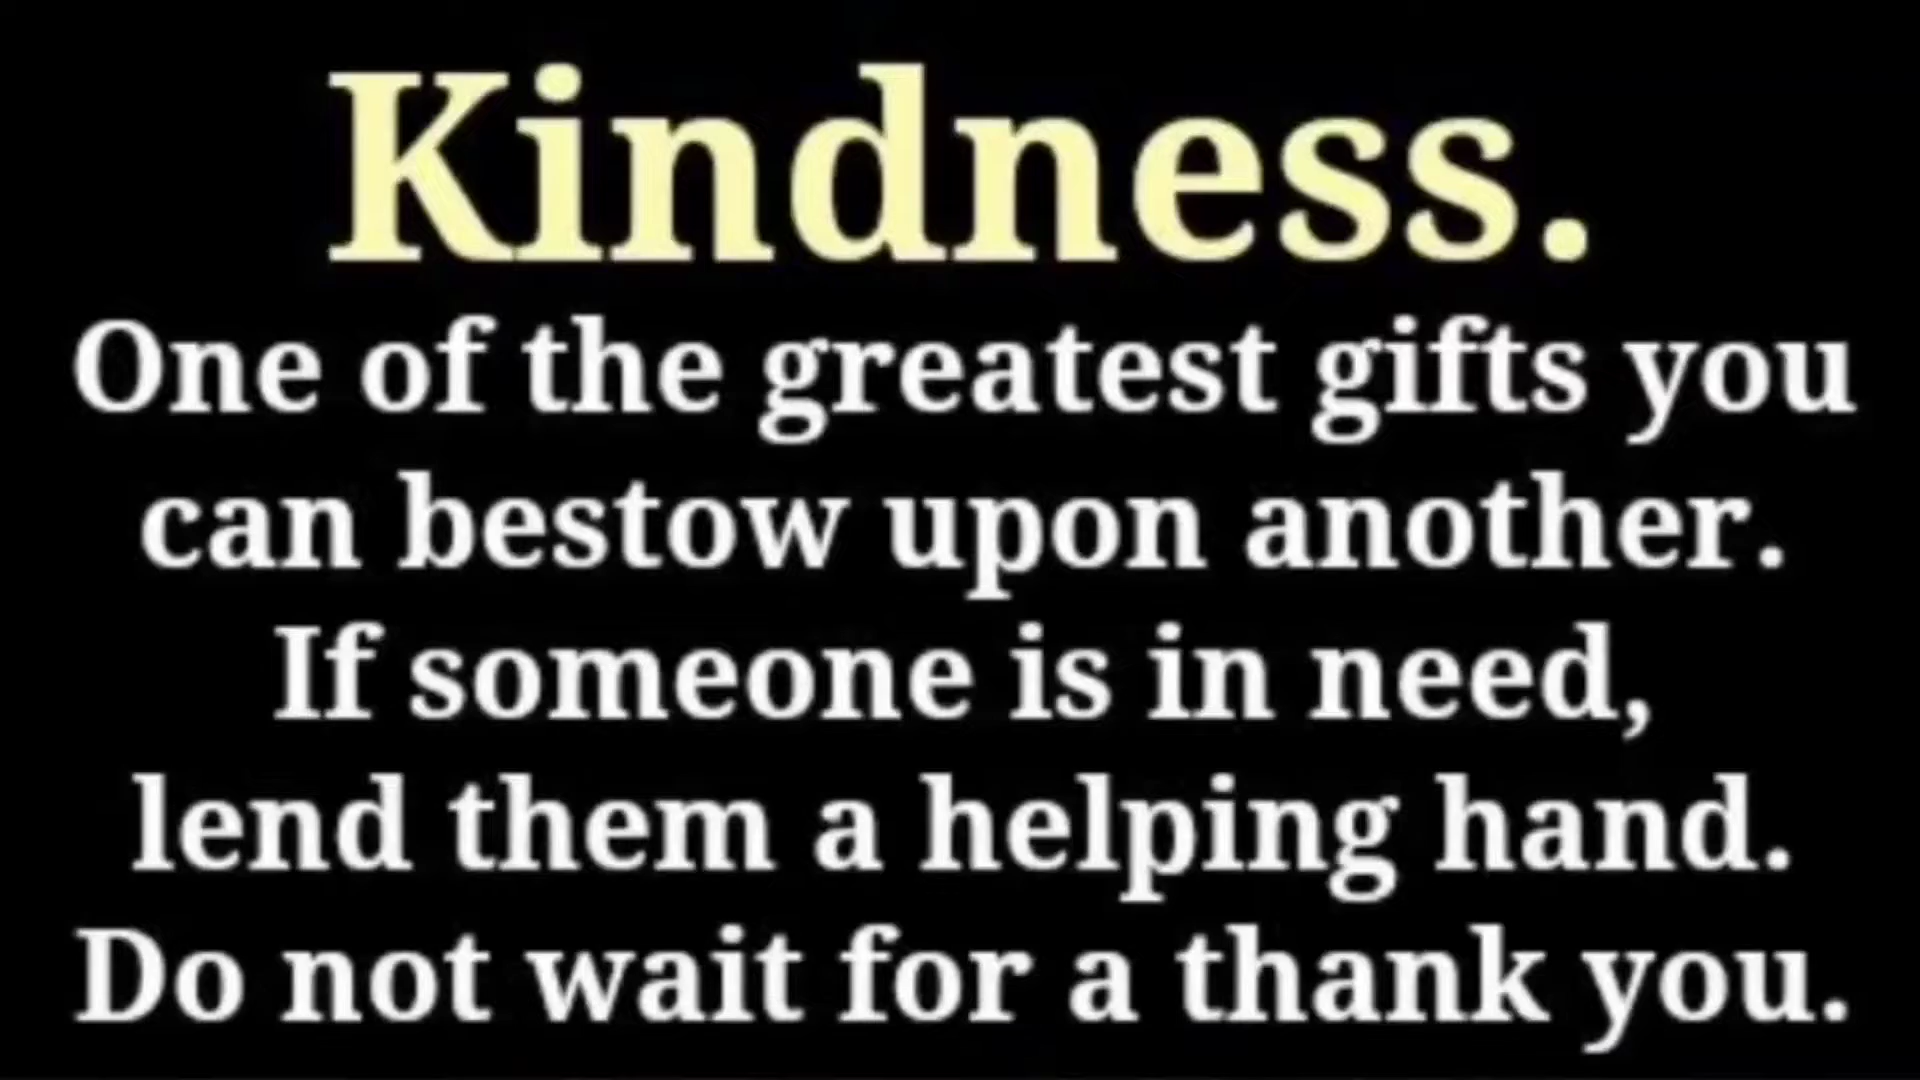 Kindness.
One of the greatest gifts you
can bestow upon another.
If someone is in need,
lend them a helping hand.
Do not wait for a thank you.